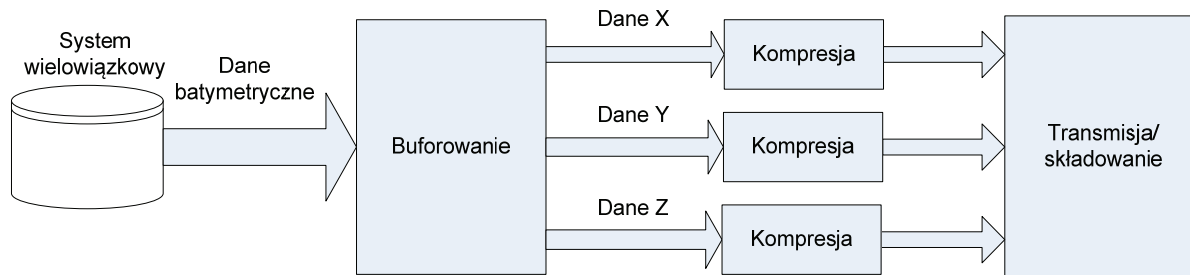 System
wielowiązkowy
Dane
batymetryczne
Buforowanie
Dane X
Kompresja
Dane Y
Kompresja
Dane Z
Kompresja
Transmisja/
składowanie